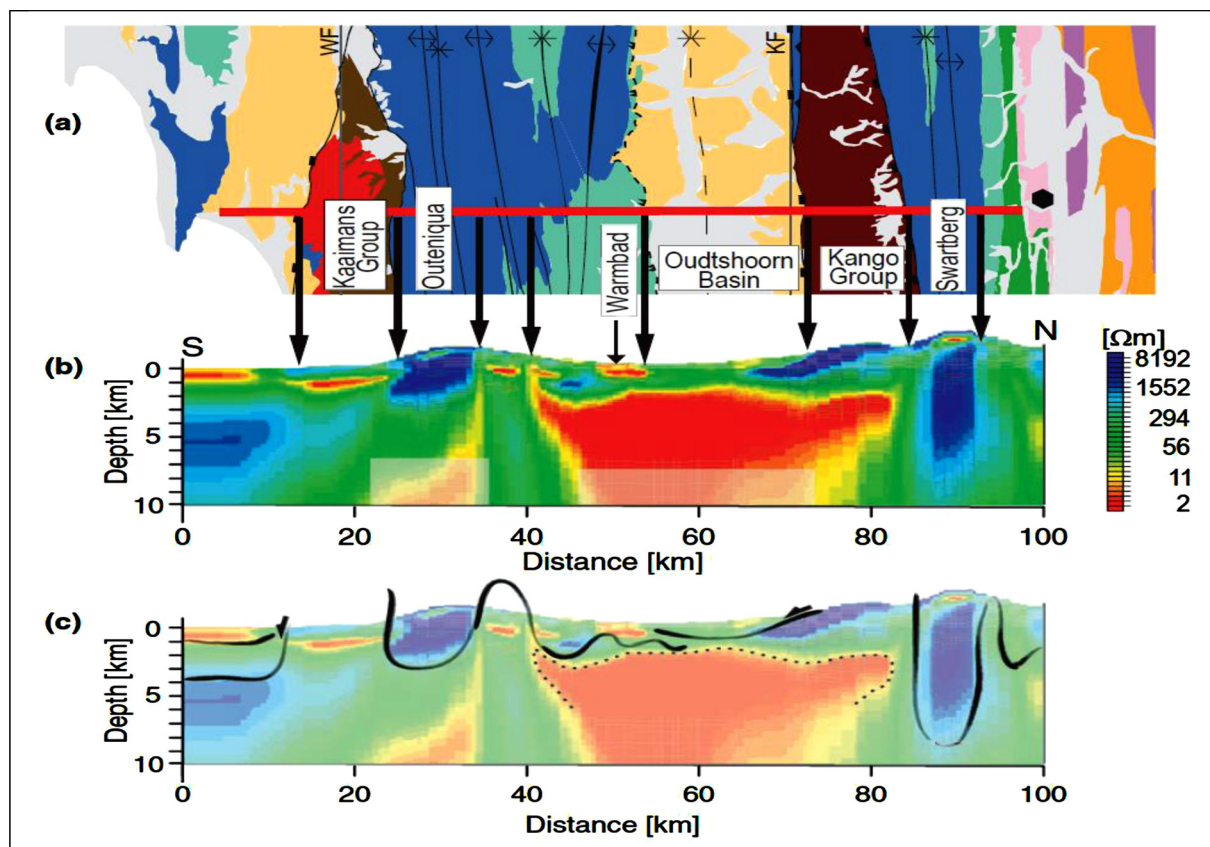 (a)
WF
KF
Kaaimans
Group
Outeniqua
Warmbad
Oudtshoorn
Basin
Kango
Group
Swartberg
S
N
(b)
[Ωm]
8192
1552
294
56
11
2
Depth [km]
0
5
10
0
20
40
60
80
100
Distance [km]
(c)
Depth [km]
0
5
10
0
20
40
60
80
100
Distance [km]